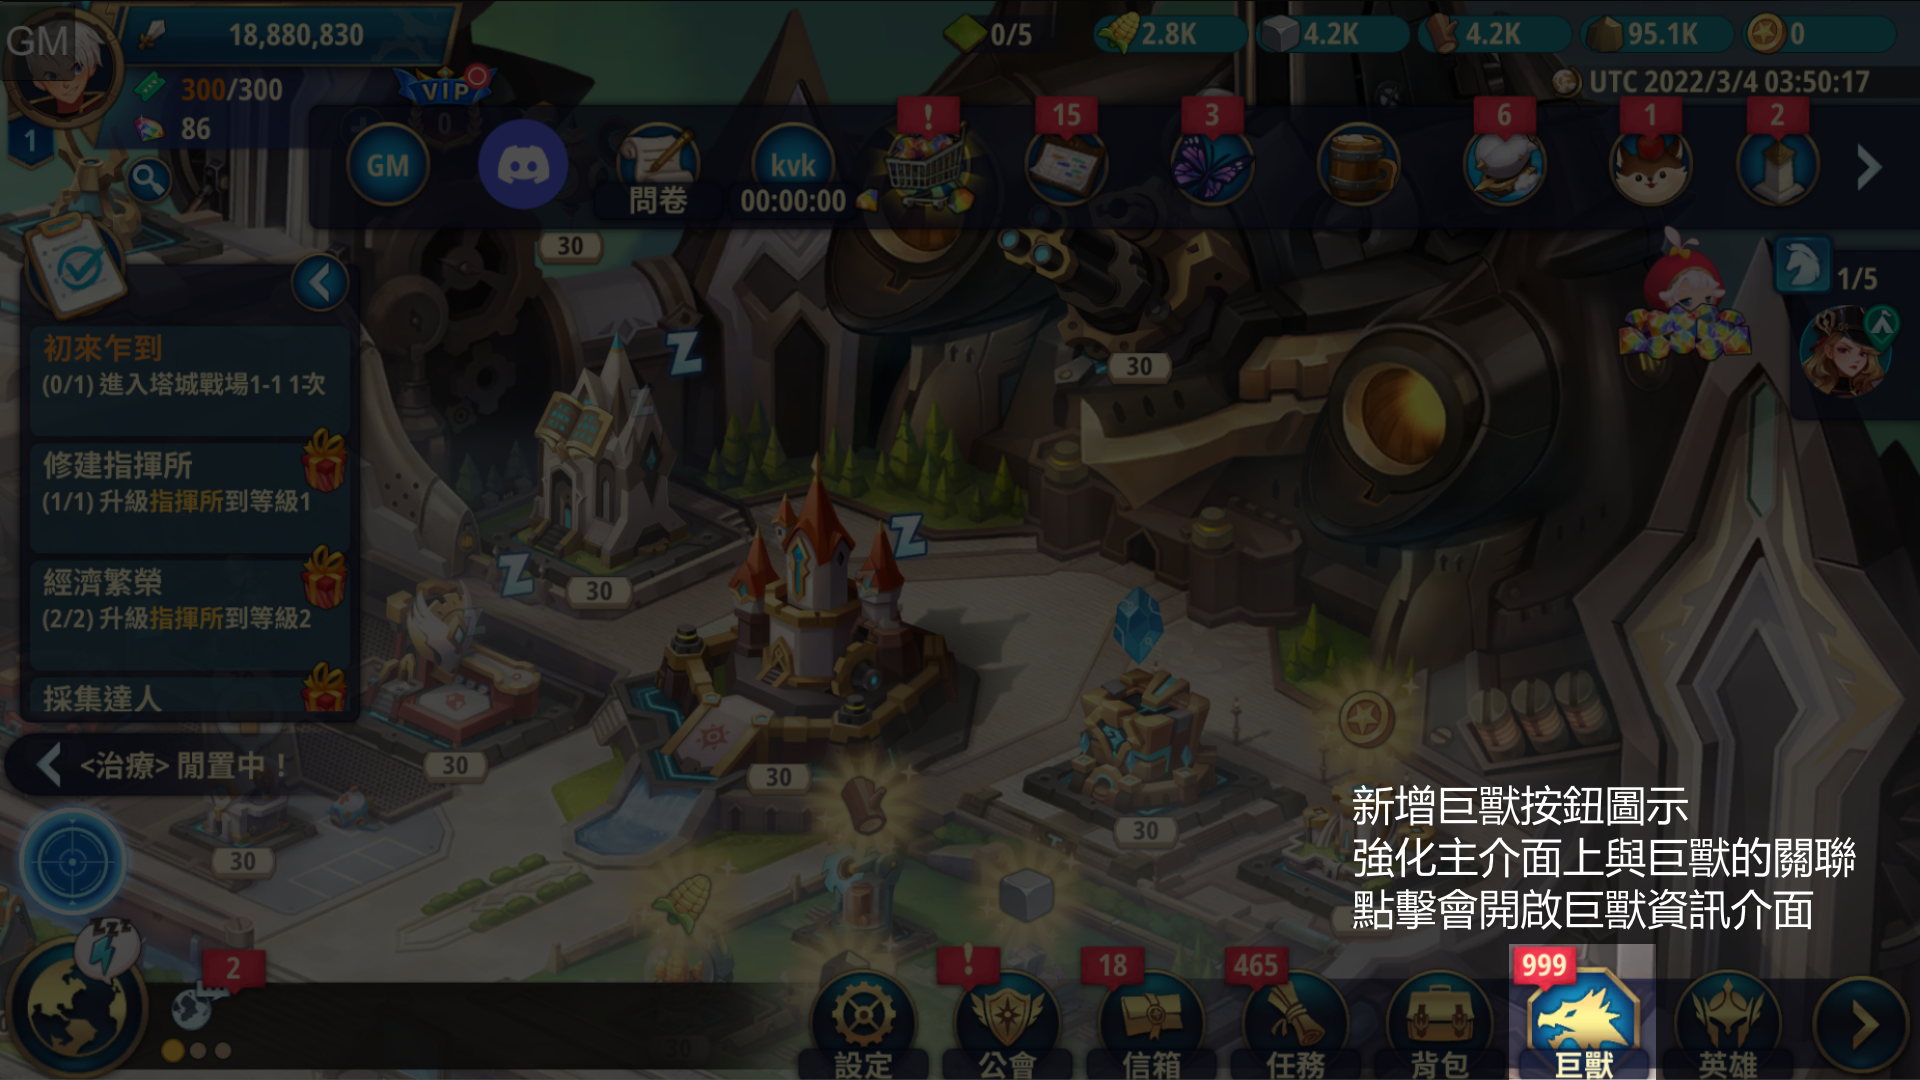 GM
18,880,830
0/5
2.8K
4.2K
4.2K
95.1K
0
UTC 2022/3/4 03:50:17
300/300
VIP
0
86
1
GM
問卷
kvk
00:00:00
!
15
3
6
1
2
1/5
初來乍到
(0/1) 進入塔城戰場1-1 1次
修建指揮所
(1/1) 升級指揮所到等級1
經濟繁榮
(2/2) 升級指揮所到等級2
採集達人
<治療> 閒置中！
30
30
30
30
30
30
30
Z
Z
Z
新增巨獸按鈕圖示
強化主介面上與巨獸的關聯
點擊會開啟巨獸資訊介面
zzz
2
!
18
465
999
設定
公會
信箱
任務
背包
巨獸
英雄